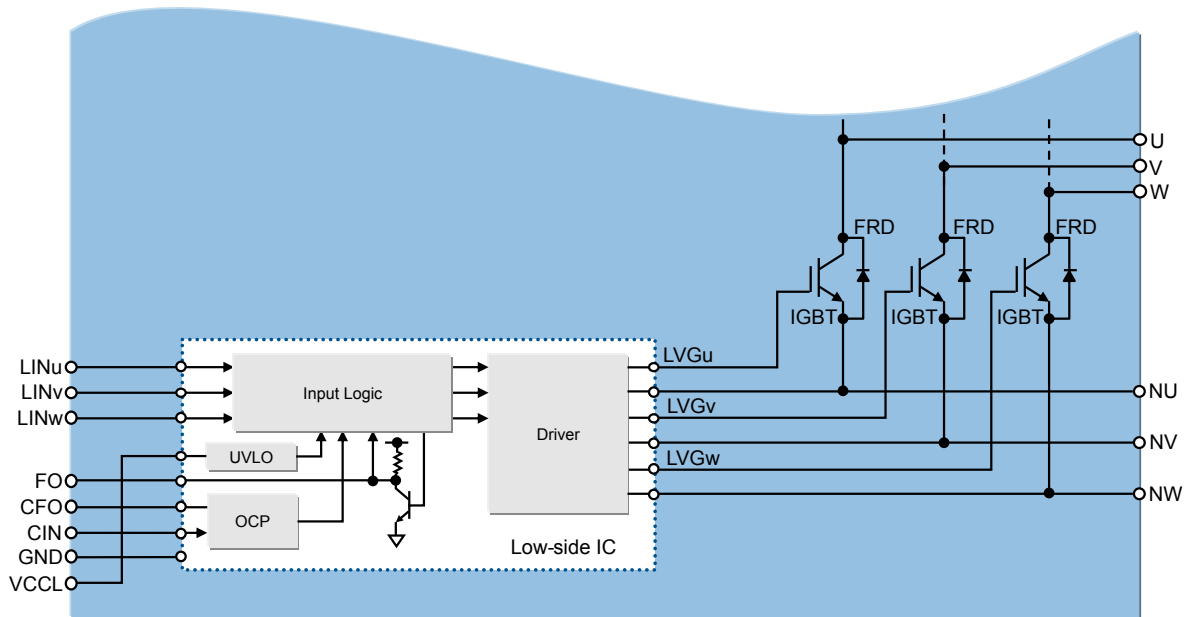 U
V
W
FRD
FRD
FRD
IGBT
IGBT
IGBT
LINu
LINv
LINw
FO
CFO
CIN
GND
VCCL
Input Logic
UVLO
OCP
Driver
Low-side IC
LVGu
LVGv
LVGw
NU
NV
NW